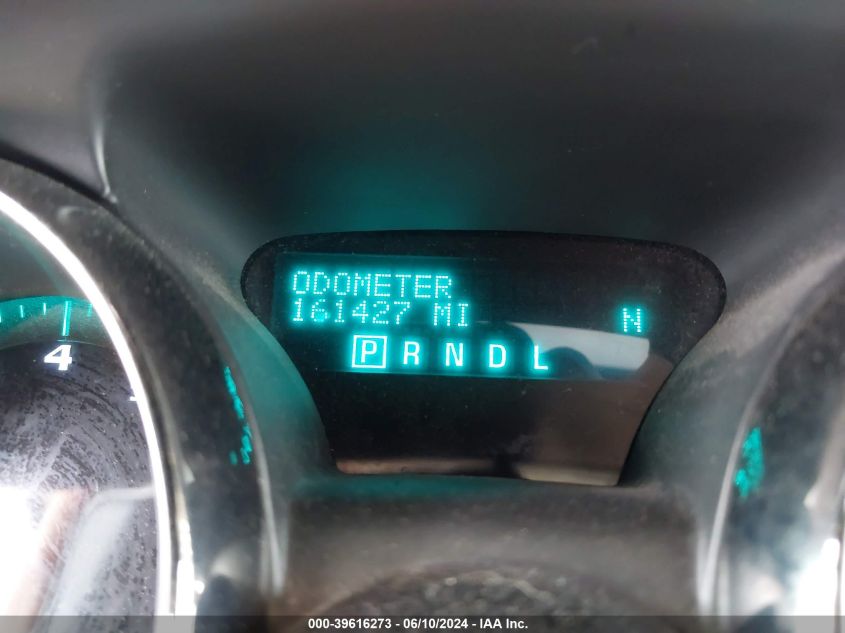 ODOMETER
161427 MI N
P R N D L
4
000-39616273 - 06/10/2024 - IAA Inc.